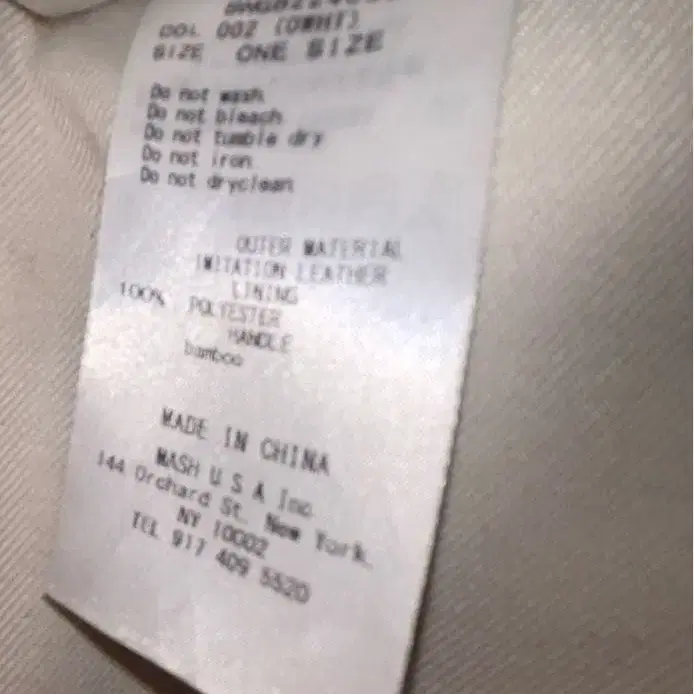 COL 002 (OWHT)
SIZE ONE SIZE
Do not wash
Do not bleach
Do not tumble dry
Do not iron
Do not dryclean
OUTER MATERIAL
IMITATION LEATHER
LINING
100% POLYESTER
HANDLE
bamboo
MADE IN CHINA
MASH U S A Inc
144 Orchard St. New York,
NY 10002
TEL 917 409 5520